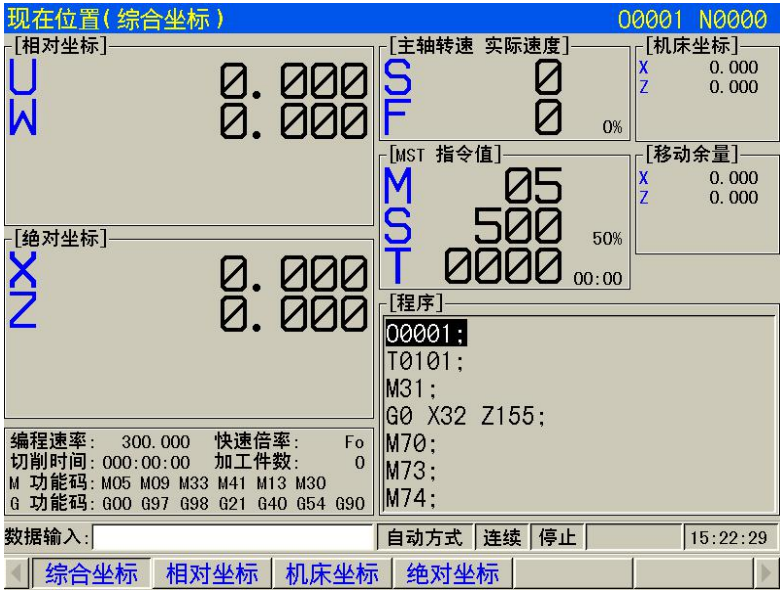 现在位置(综合坐标) O0001 N0000
[相对坐标]
U 0.000
W 0.000
[绝对坐标]
X 0.000
Z 0.000
编程速率: 300.000 快速倍率: Fo
切削时间: 000:00:00 加工件数: 0
M 功能码: M05 M09 M33 M41 M13 M30
G 功能码: G00 G97 G98 G21 G40 G54 G90
[主轴转速 实际速度]
S 0
F 0 0%
[MST 指令值]
M 05
S 500 50%
T 0000 00:00
[机床坐标]
X 0.000
Z 0.000
[移动余量]
X 0.000
Z 0.000
[程序]
O0001;
T0101;
M31;
G0 X32 Z155;
M70;
M73;
M74;
数据输入: 自动方式 连续 停止 15:22:29
综合坐标 相对坐标 机床坐标 绝对坐标